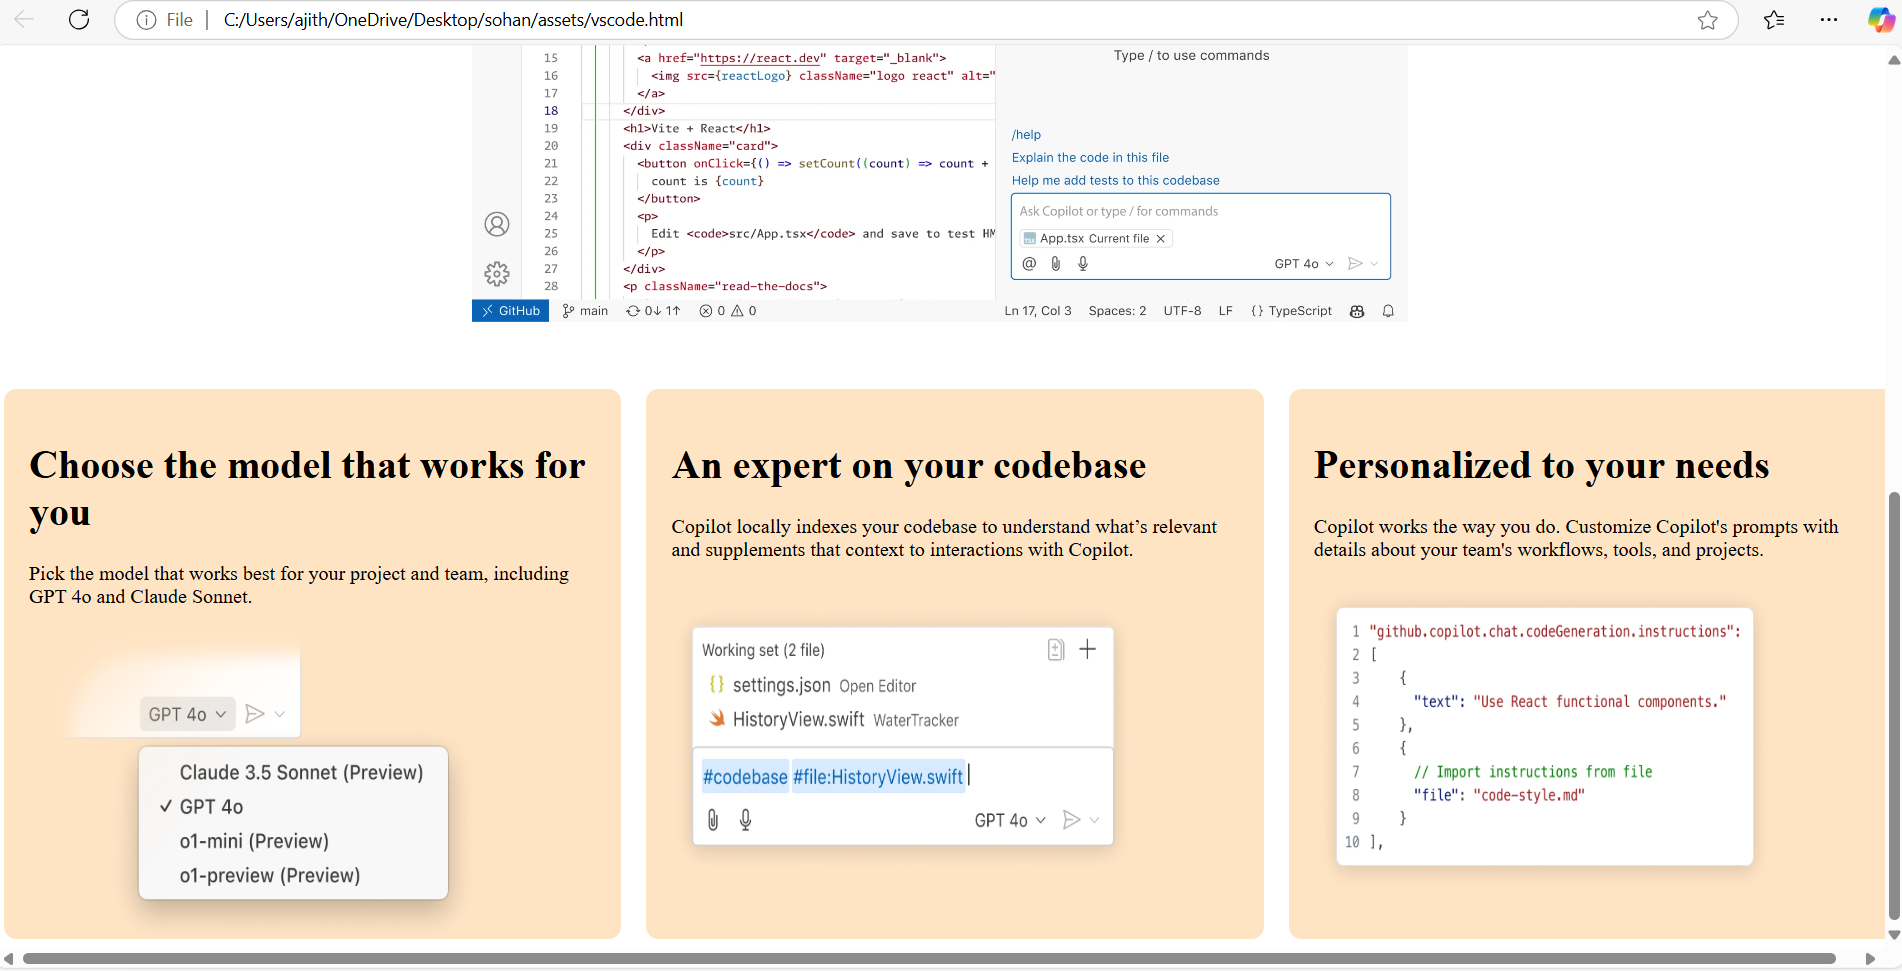 File
C:/Users/ajith/OneDrive/Desktop/sohan/assets/vscode.html
15 <a href="https://react.dev" target="_blank">
16 <img src={reactLogo} className="logo react" alt="
17 </a>
18 </div>
19 <h1>Vite + React</h1>
20 <div className="card">
21 <button onClick={() => setCount((count) => count +
22 count is {count}
23 </button>
24 <p>
25 Edit <code>src/App.tsx</code> and save to test HM
26 </p>
27 </div>
28 <p className="read-the-docs">
Type / to use commands
/help
Explain the code in this file
Help me add tests to this codebase
Ask Copilot or type / for commands
App.tsx Current file
@ GPT 4o
GitHub main 0↓ 1↑ 0 0 Ln 17, Col 3 Spaces: 2 UTF-8 LF {} TypeScript
Choose the model that works for
you
Pick the model that works best for your project and team, including
GPT 4o and Claude Sonnet.
GPT 4o
Claude 3.5 Sonnet (Preview)
✓ GPT 4o
o1-mini (Preview)
o1-preview (Preview)
An expert on your codebase
Copilot locally indexes your codebase to understand what’s relevant
and supplements that context to interactions with Copilot.
Working set (2 file)
{} settings.json Open Editor
HistoryView.swift WaterTracker
#codebase #file:HistoryView.swift
GPT 4o
Personalized to your needs
Copilot works the way you do. Customize Copilot's prompts with
details about your team's workflows, tools, and projects.
1 "github.copilot.chat.codeGeneration.instructions":
2 [
3 {
4 "text": "Use React functional components."
5 },
6 {
7 // Import instructions from file
8 "file": "code-style.md"
9 }
10 ],